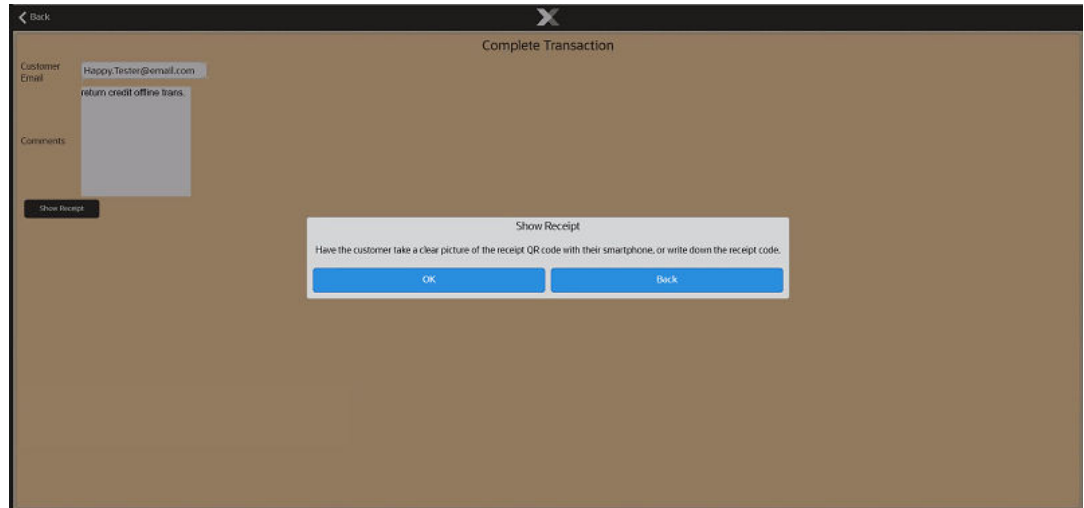 Back
Complete Transaction
Customer
Email
Happy.Tester@email.com
return credit offline trans.
Comments
Show Receipt
Show Receipt
Have the customer take a clear picture of the receipt QR code with their smartphone, or write down the receipt code.
OK
Back